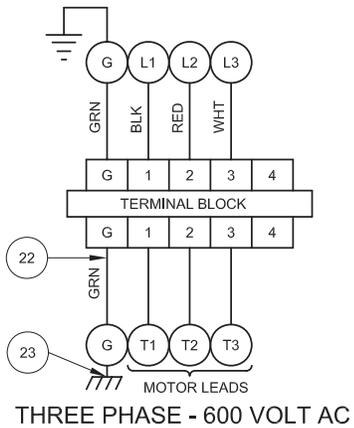 G L1 L2 L3
GRN BLK RED WHT
G 1 2 3 4
TERMINAL BLOCK
G 1 2 3 4
22
GRN
23
G T1 T2 T3
MOTOR LEADS
THREE PHASE - 600 VOLT AC